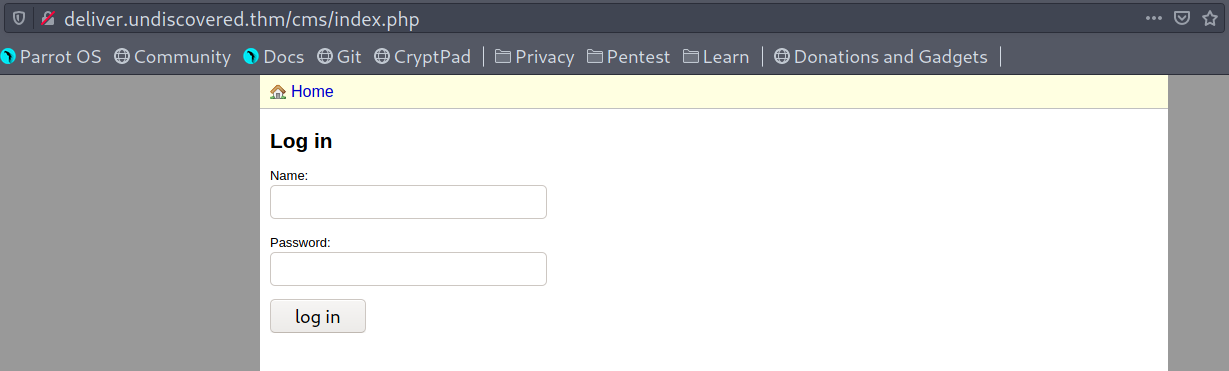 deliver.undiscovered.thm/cms/index.php
Parrot OS Community Docs Git CryptPad Privacy Pentest Learn Donations and Gadgets
Home
Log in
Name:
Password:
log in